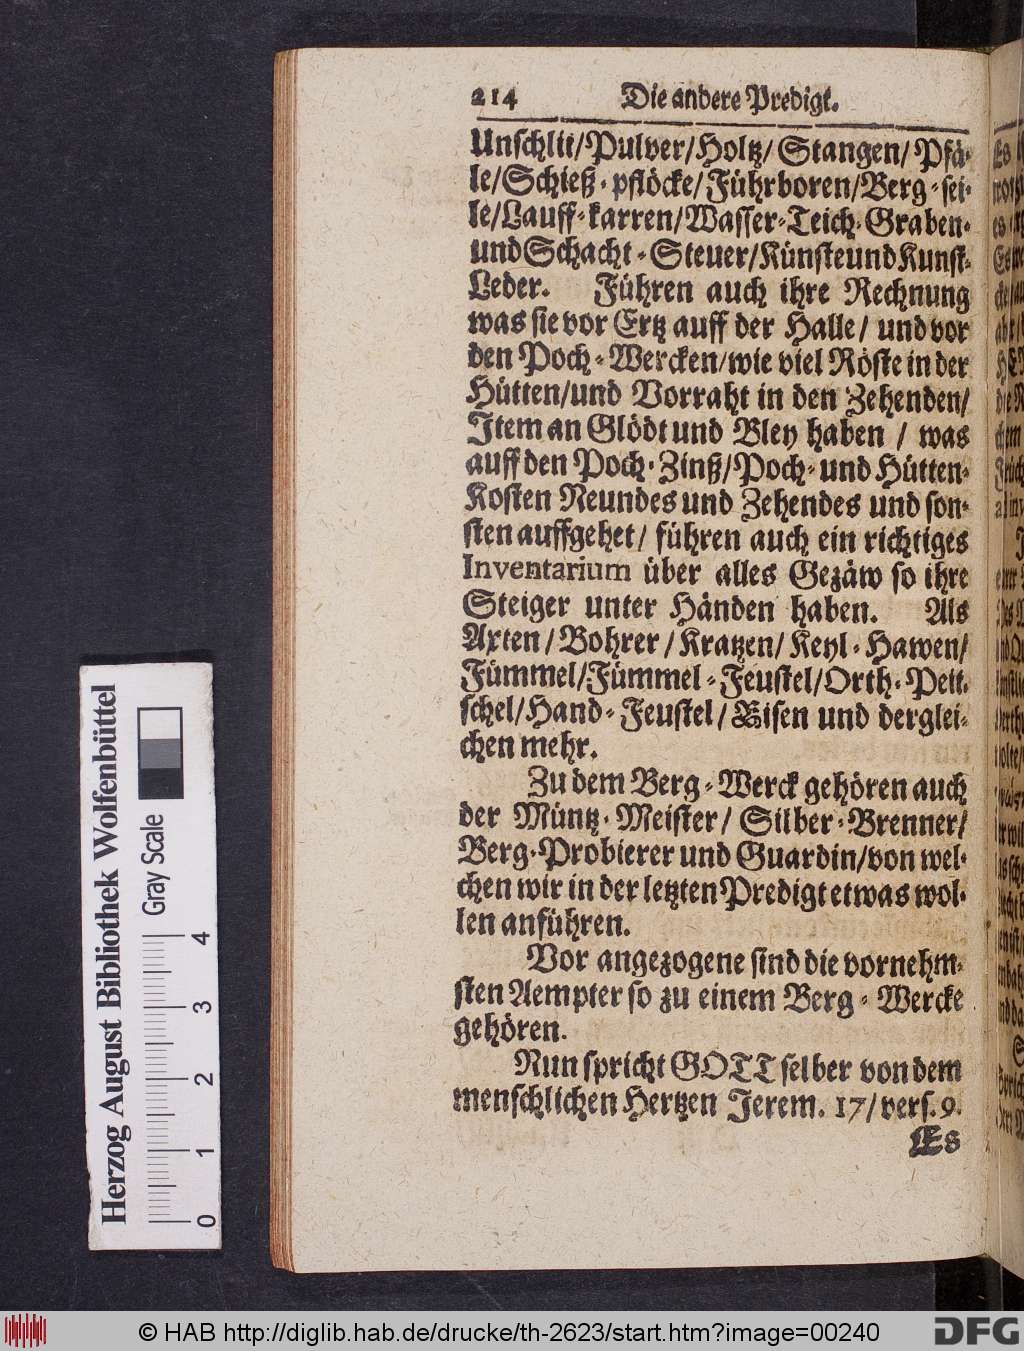 214 Die andere Predigt.
Unschlit/Pulver/Holtz/ Stangen/ Pfä-
le/Schieß-pflöcke/Führboren/Berg-sei-
le/Lauff-karren/Wasser-Teich-Graben-
und Schacht-Steuer/Künste und Kunst-
Leder. Führen auch ihre Rechnung
was sie vor Ertz auff der Halle/ und vor
den Poch-Wercken/wie viel Röste in der
Hütten/und Vorraht in den Zehenden/
Item an Glödt und Bley haben / was
auff den Poch-Zinß/Poch-und Hütten-
Kosten Neundes und Zehendes und son-
sten auffgehet/ führen auch ein richtiges
Inventarium über alles Gezäw so ihre
Steiger unter Händen haben. Als
Axten / Bohrer / Kratzen/ Keyl-Hawen/
Fümmel/Fümmel-Feustel/Orth-Peit-
schel/Hand-Feustel/ Eisen und derglei-
chen mehr.
Zu dem Berg-Werck gehören auch
der Müntz-Meister/ Silber-Brenner/
Berg-Probierer und Guardin/von wel-
chen wir in der letzten Predigt etwas wol-
len anführen.
Vor angezogene sind die vornehm-
sten Aempter so zu einem Berg-Wercke
gehören.
Nun spricht GOTT selber von dem
menschlichen Hertzen Jerem. 17/ vers. 9.
Es
Herzog August Bibliothek Wolfenbüttel
Gray Scale
0 1 2 3 4
© HAB http://diglib.hab.de/drucke/th-2623/start.htm?image=00240
DFG